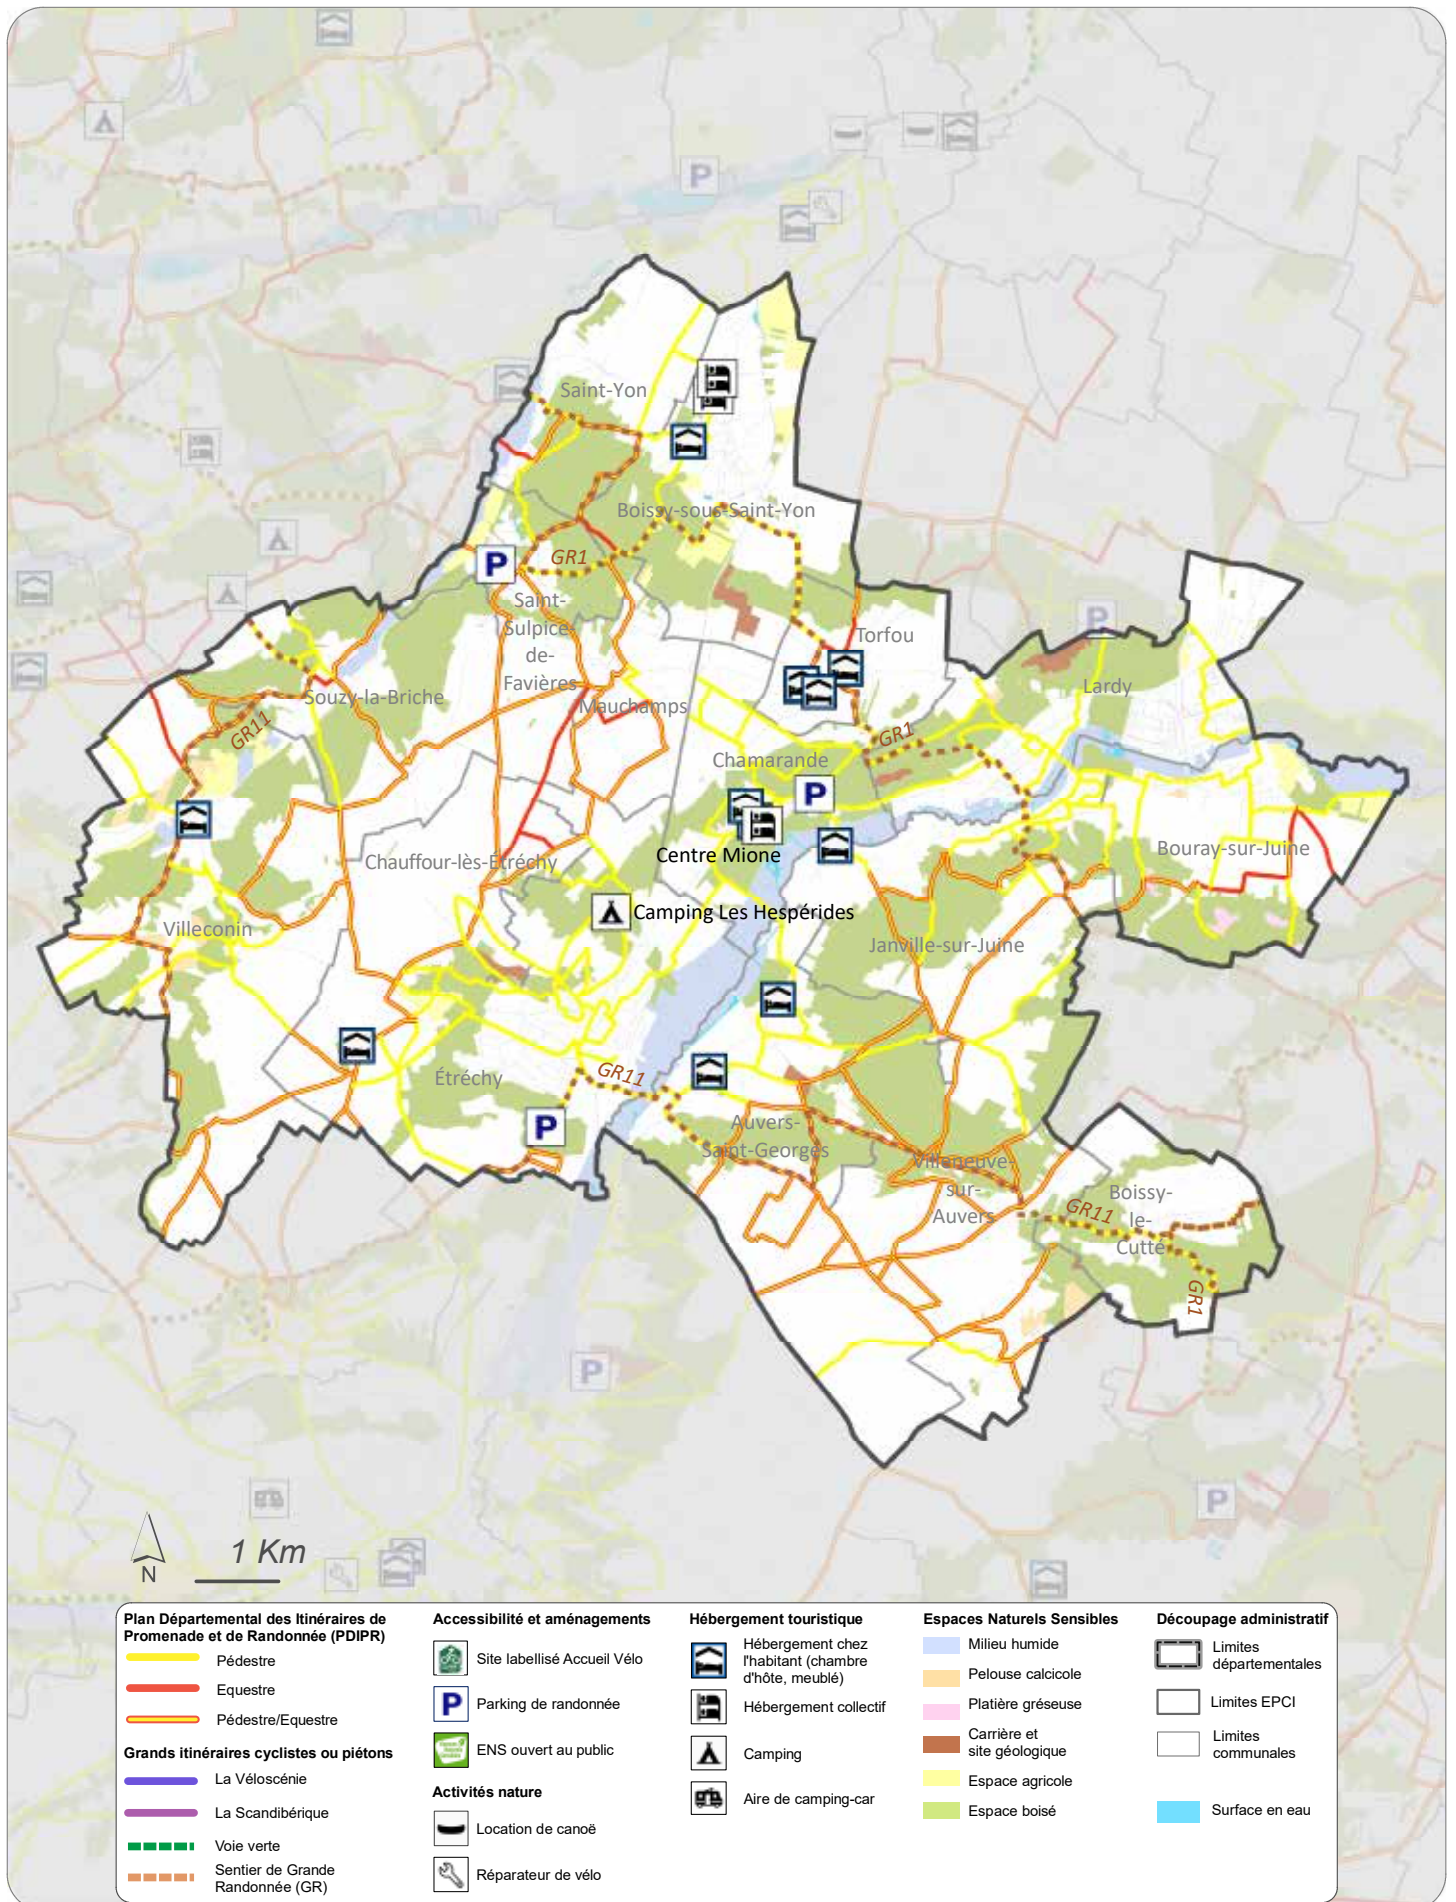 Saint-Yon
Boissy-sous-Saint-Yon
GR1
Saint-
Sulpice-
de-
Favières
Torfou
Lardy
Souzy-la-Briche
Mauchamps
GR11
GR1
Chamarande
P
P
P
P
P
P
P
Chauffour-lès-Étréchy
Centre Mione
Bouray-sur-Juine
Camping Les Hespérides
Villeconin
Janville-sur-Juine
Étréchy
GR11
Auvers-
Saint-Georges
Villeneuve-
sur-
Auvers
Boissy-
le-
Cutté
GR11
GR1
N
1 Km
Plan Départemental des Itinéraires de
Promenade et de Randonnée (PDIPR)
Pédestre
Equestre
Pédestre/Equestre
Grands itinéraires cyclistes ou piétons
La Véloscénie
La Scandibérique
Voie verte
Sentier de Grande
Randonnée (GR)
Accessibilité et aménagements
Site labellisé Accueil Vélo
P
Parking de randonnée
ENS ouvert au public
Activités nature
Location de canoë
Réparateur de vélo
Hébergement touristique
Hébergement chez
l'habitant (chambre
d'hôte, meublé)
Hébergement collectif
Camping
Aire de camping-car
Espaces Naturels Sensibles
Milieu humide
Pelouse calcicole
Platière gréseuse
Carrière et
site géologique
Espace agricole
Espace boisé
Découpage administratif
Limites
départementales
Limites EPCI
Limites
communales
Surface en eau